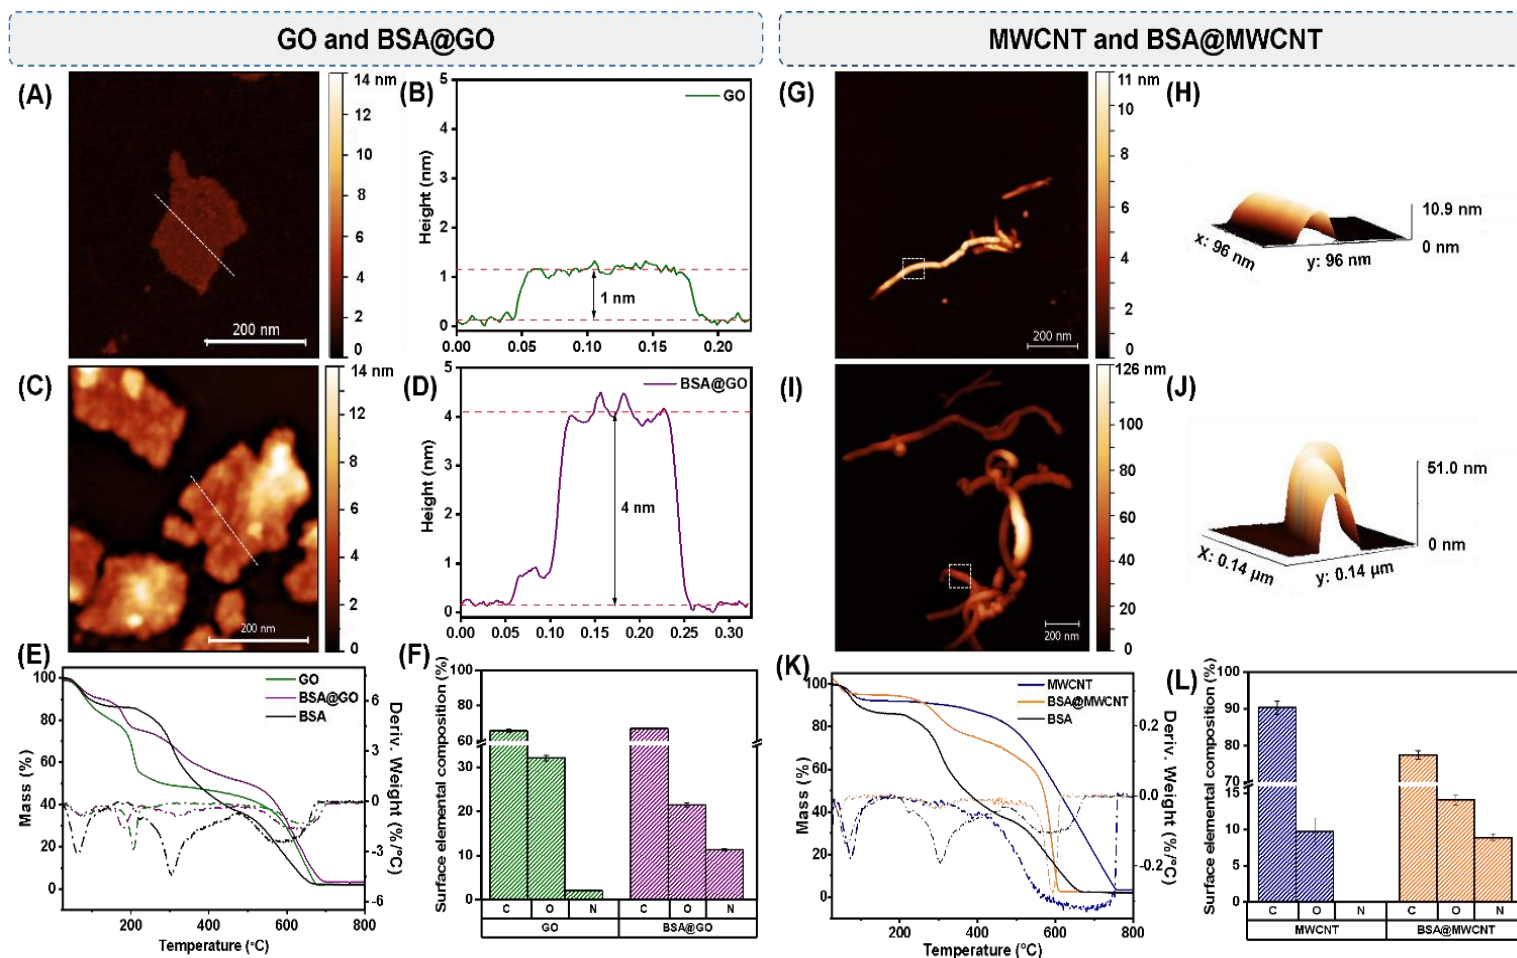 GO and BSA@GO
MWCNT and BSA@MWCNT
(A)
14 nm
12
10
8
6
4
2
0
200 nm
(B)
Height (nm)
5
4
3
2
1
0
GO
1 nm
0.00 0.05 0.10 0.15 0.20
(C)
14 nm
12
10
8
6
4
2
0
200 nm
(D)
Height (nm)
5
4
3
2
1
0
BSA@GO
4 nm
0.00 0.05 0.10 0.15 0.20 0.25 0.30
(E)
Mass (%)
100
80
60
40
20
0
GO
BSA@GO
BSA
6
3
0
-3
-6
Deriv. Weight (%/°C)
200 400 600 800
Temperature (°C)
(F)
Surface elemental composition (%)
100
80
60
30
20
10
0
C O N C O N
GO BSA@GO
(G)
11 nm
10
8
6
4
2
0
200 nm
(H)
10.9 nm
0 nm
x: 96 nm
y: 96 nm
(I)
126 nm
100
80
60
40
20
0
200 nm
(J)
51.0 nm
0 nm
X: 0.14 µm
y: 0.14 µm
(K)
Mass (%)
100
80
60
40
20
0
MWCNT
BSA@MWCNT
BSA
0.2
0.0
-0.2
Deriv. Weight (%/°C)
200 400 600 800
Temperature (°C)
(L)
Surface elemental composition (%)
100
90
80
70
15
10
5
0
C O N C O N
MWCNT BSA@MWCNT